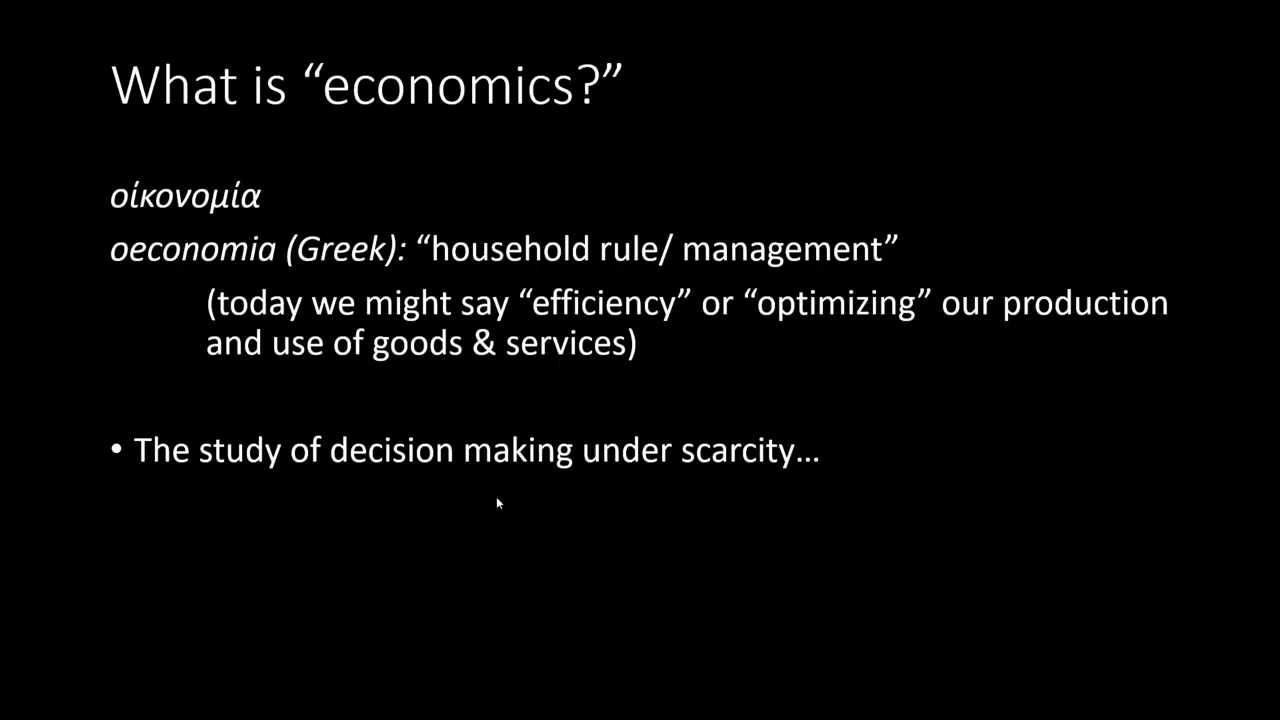 What is “economics?”
οἰκονομία
oeconomia (Greek): “household rule/ management”
(today we might say “efficiency” or “optimizing” our production
and use of goods & services)
• The study of decision making under scarcity…